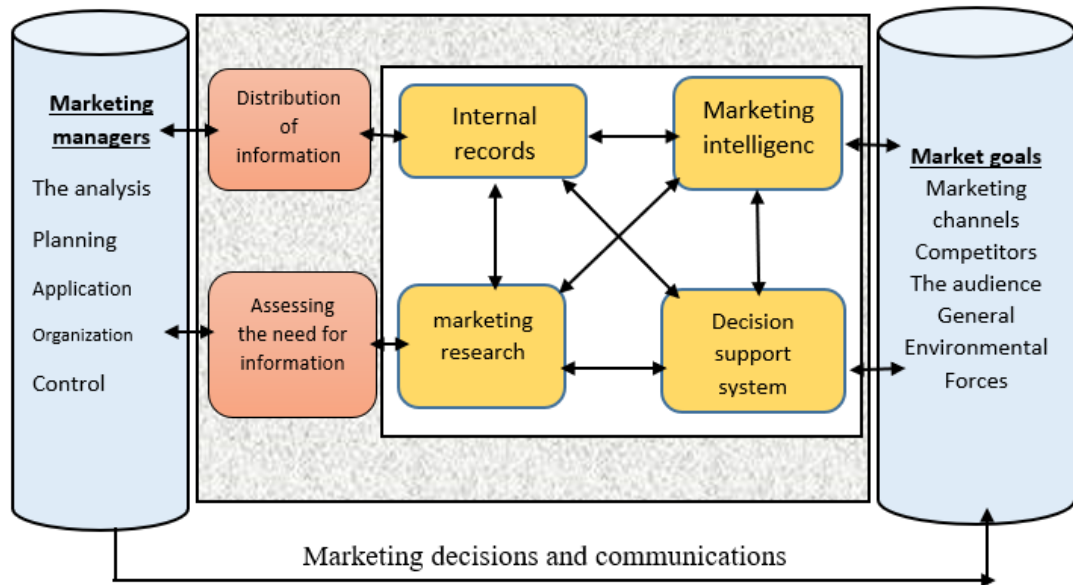 Marketing
managers
The analysis
Planning
Application
Organization
Control
Distribution
of
information
Assessing
the need for
information
Internal
records
Marketing
intelligenc
marketing
research
Decision
support
system
Market goals
Marketing
channels
Competitors
The audience
General
Environmental
Forces
Marketing decisions and communications